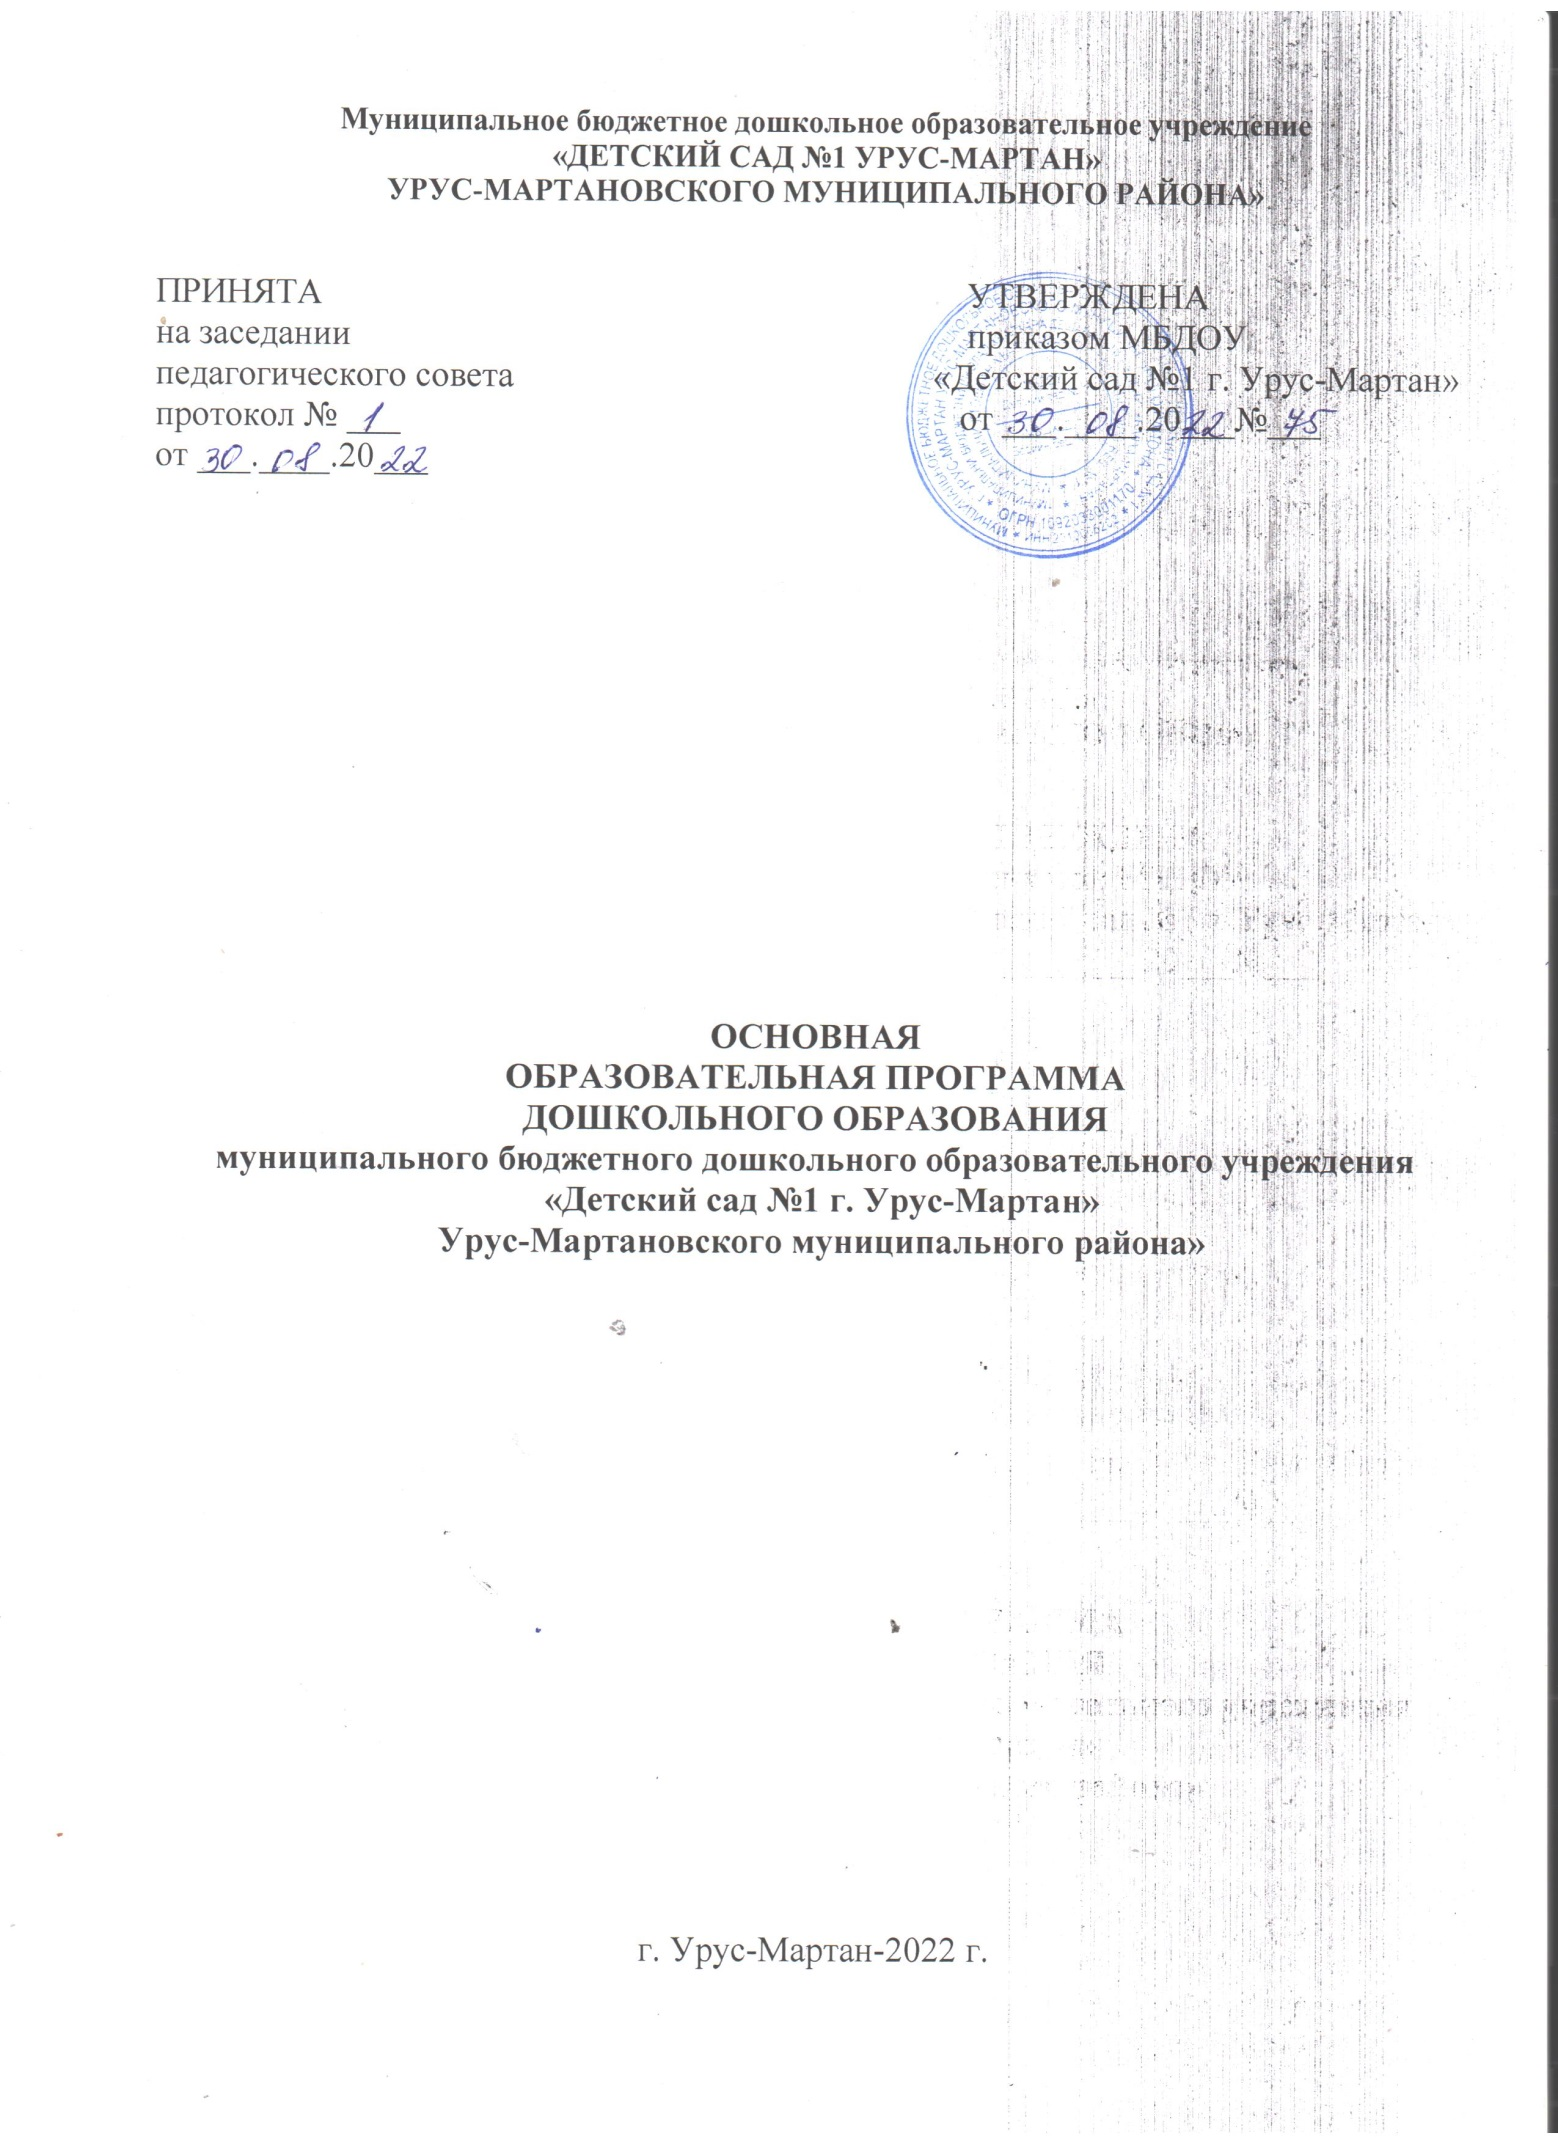 Муниципальное бюджетное дошкольное образовательное учреждение
«ДЕТСКИЙ САД №1 УРУС-МАРТАН»
УРУС-МАРТАНОВСКОГО МУНИЦИПАЛЬНОГО РАЙОНА»
ПРИНЯТА
на заседании
педагогического совета
протокол № 1
от 30.08.2022
УТВЕРЖДЕНА
приказом МБДОУ
«Детский сад №1 г. Урус-Мартан»
от 30.08.2022 № 75
ОГРН 1092033001170
ОСНОВНАЯ
ОБРАЗОВАТЕЛЬНАЯ ПРОГРАММА
ДОШКОЛЬНОГО ОБРАЗОВАНИЯ
муниципального бюджетного дошкольного образовательного учреждения
«Детский сад №1 г. Урус-Мартан»
Урус-Мартановского муниципального района»
г. Урус-Мартан-2022 г.